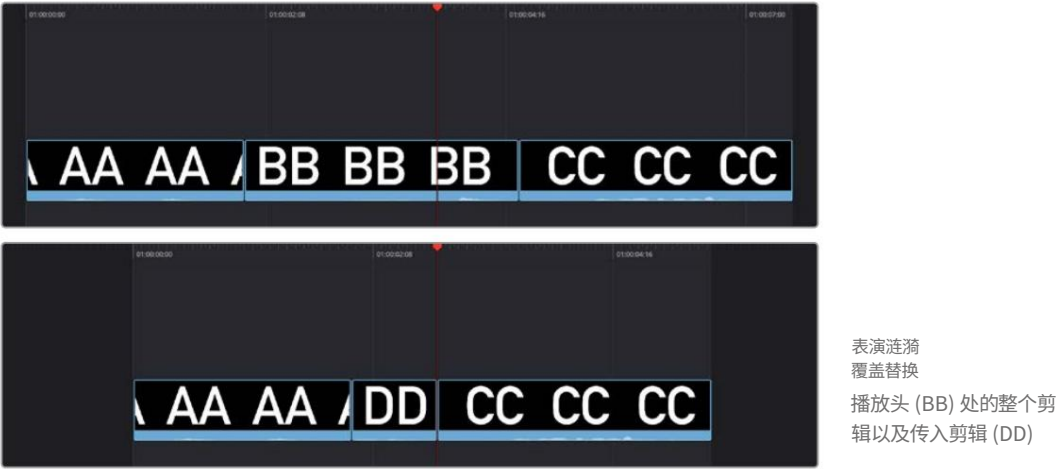 01:00:00:00 01:00:02:08 01:00:04:16 01:00:07:00
AA AA BB BB BB CC CC CC
01:00:00:00 01:00:02:08 01:00:04:16
AA AA DD CC CC CC
表演涟漪
覆盖替换
播放头 (BB) 处的整个剪
辑以及传入剪辑 (DD)